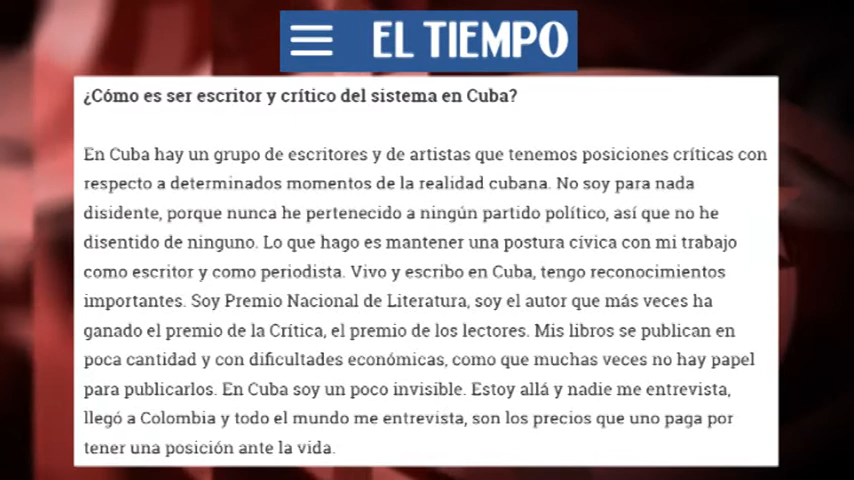 EL TIEMPO
¿Cómo es ser escritor y crítico del sistema en Cuba?
En Cuba hay un grupo de escritores y de artistas que tenemos posiciones críticas con
respecto a determinados momentos de la realidad cubana. No soy para nada
disidente, porque nunca he pertenecido a ningún partido político, así que no he
disentido de ninguno. Lo que hago es mantener una postura cívica con mi trabajo
como escritor y como periodista. Vivo y escribo en Cuba, tengo reconocimientos
importantes. Soy Premio Nacional de Literatura, soy el autor que más veces ha
ganado el premio de la Crítica, el premio de los lectores. Mis libros se publican en
poca cantidad y con dificultades económicas, como que muchas veces no hay papel
para publicarlos. En Cuba soy un poco invisible. Estoy allá y nadie me entrevista,
llegó a Colombia y todo el mundo me entrevista, son los precios que uno paga por
tener una posición ante la vida.